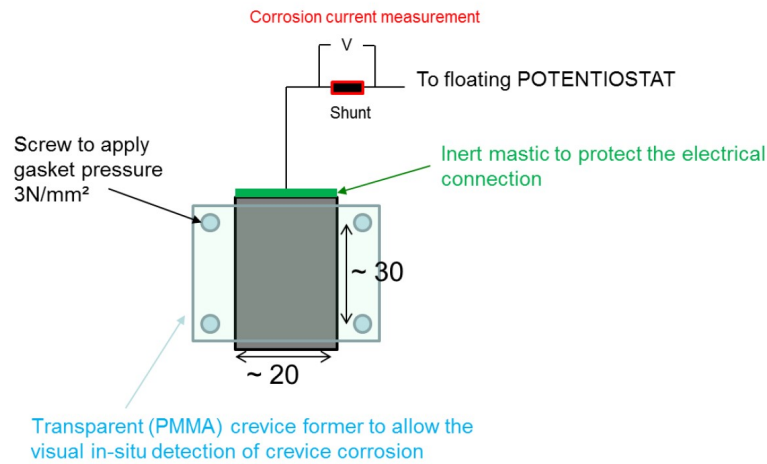 Corrosion current measurement
V
To floating POTENTIOSTAT
Shunt
Screw to apply
gasket pressure
3N/mm²
Inert mastic to protect the electrical
connection
~ 30
~ 20
Transparent (PMMA) crevice former to allow the
visual in-situ detection of crevice corrosion